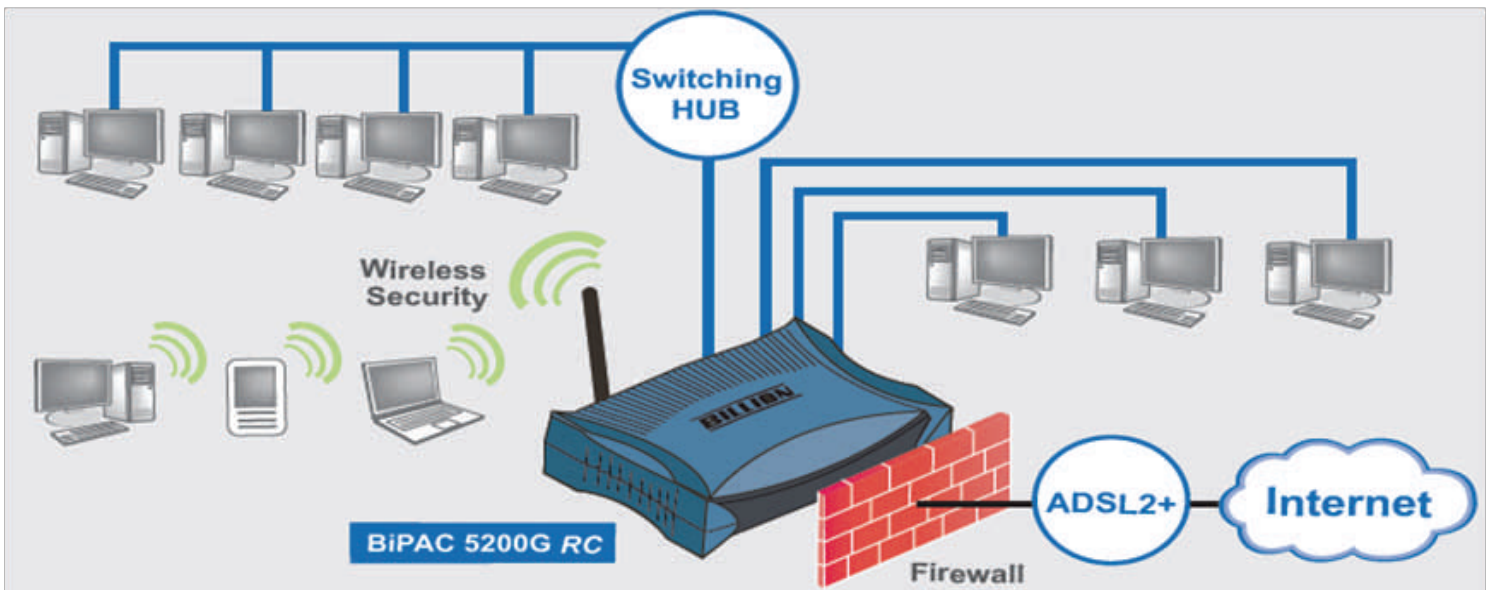 Switching
HUB
Wireless
Security
BILLION
BiPAC 5200G RC
Firewall
ADSL2+
Internet